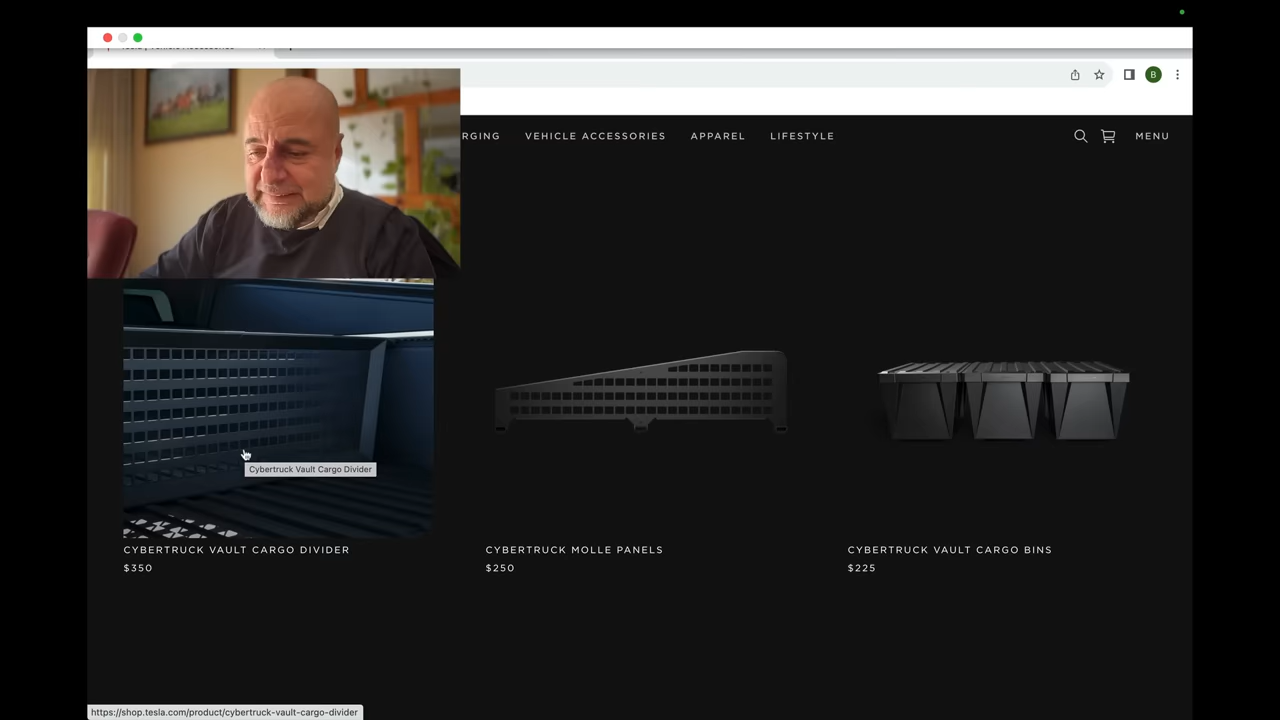 B
RGING VEHICLE ACCESSORIES APPAREL LIFESTYLE MENU
Cybertruck Vault Cargo Divider
CYBERTRUCK VAULT CARGO DIVIDER CYBERTRUCK MOLLE PANELS CYBERTRUCK VAULT CARGO BINS
$350 $250 $225
https://shop.tesla.com/product/cybertruck-vault-cargo-divider